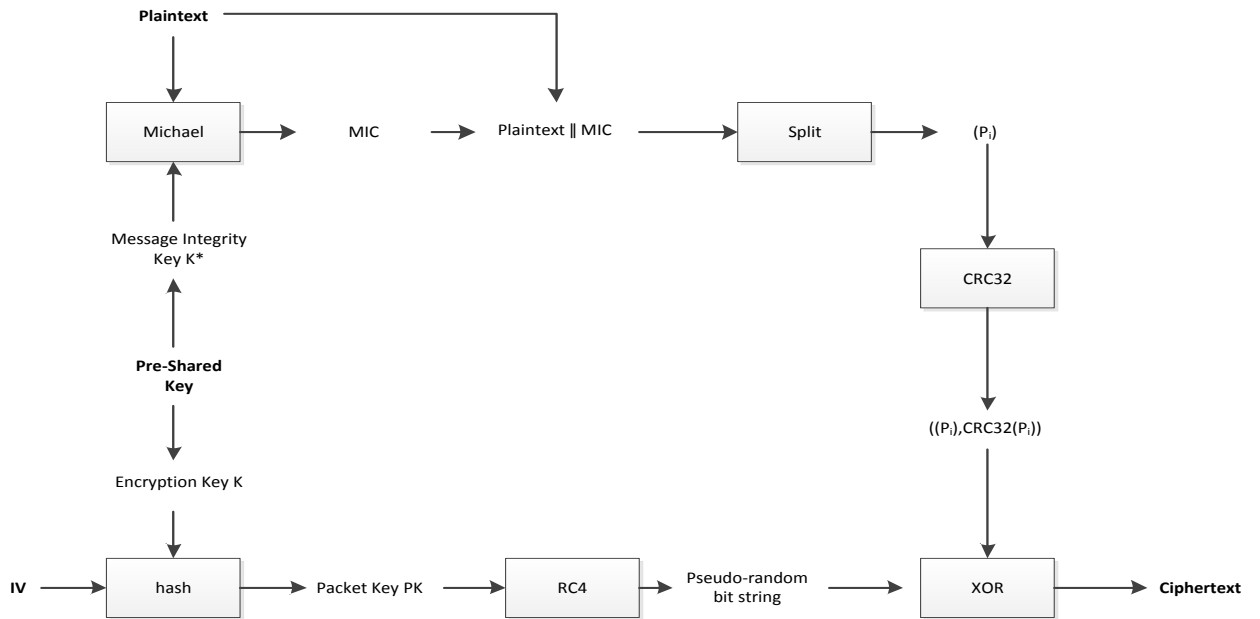 Plaintext
Michael
MIC
Plaintext ‖ MIC
Split
(Pᵢ)
Message Integrity
Key K*
CRC32
Pre-Shared
Key
((Pᵢ),CRC32(Pᵢ))
Encryption Key K
IV
hash
Packet Key PK
RC4
Pseudo-random
bit string
XOR
Ciphertext